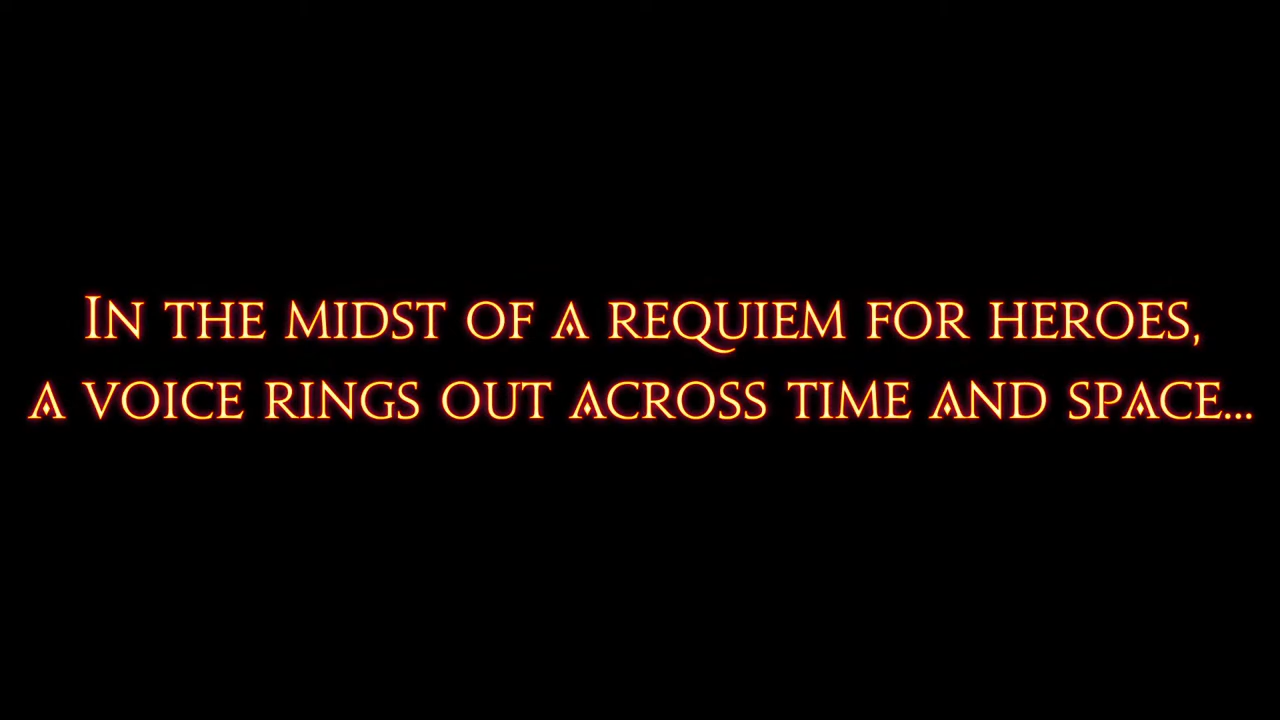 In the midst of a requiem for heroes,
a voice rings out across time and space...